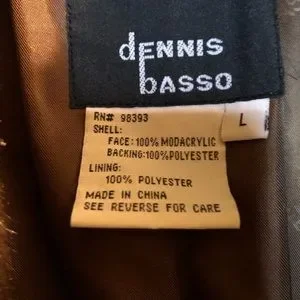 dENNIS
bASSO
L
RN# 98393
SHELL:
FACE:100% MODACRYLIC
BACKING:100%POLYESTER
LINING:
100% POLYESTER
MADE IN CHINA
SEE REVERSE FOR CARE